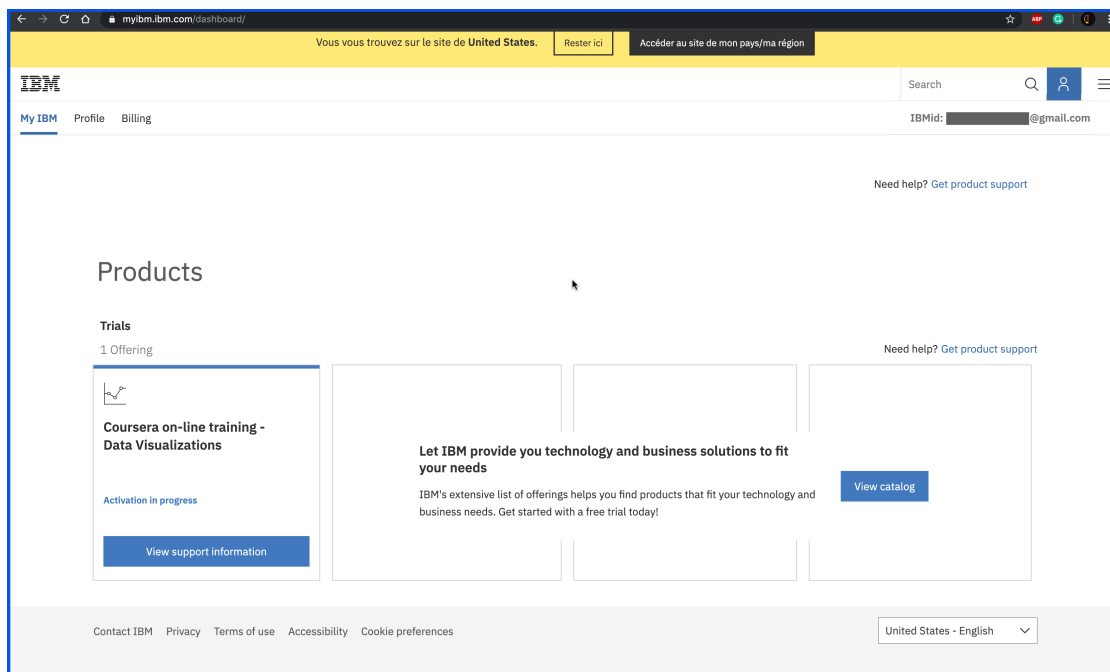 myibm.ibm.com/dashboard/
ABP
G
Vous vous trouvez sur le site de United States.
Rester ici
Accéder au site de mon pays/ma région
IBM
Search
My IBM Profile Billing
IBMid: @gmail.com
Need help? Get product support
Products
Trials
1 Offering
Need help? Get product support
Coursera on-line training -
Data Visualizations
Activation in progress
View support information
Let IBM provide you technology and business solutions to fit
your needs
IBM's extensive list of offerings helps you find products that fit your technology and
business needs. Get started with a free trial today!
View catalog
Contact IBM Privacy Terms of use Accessibility Cookie preferences
United States - English